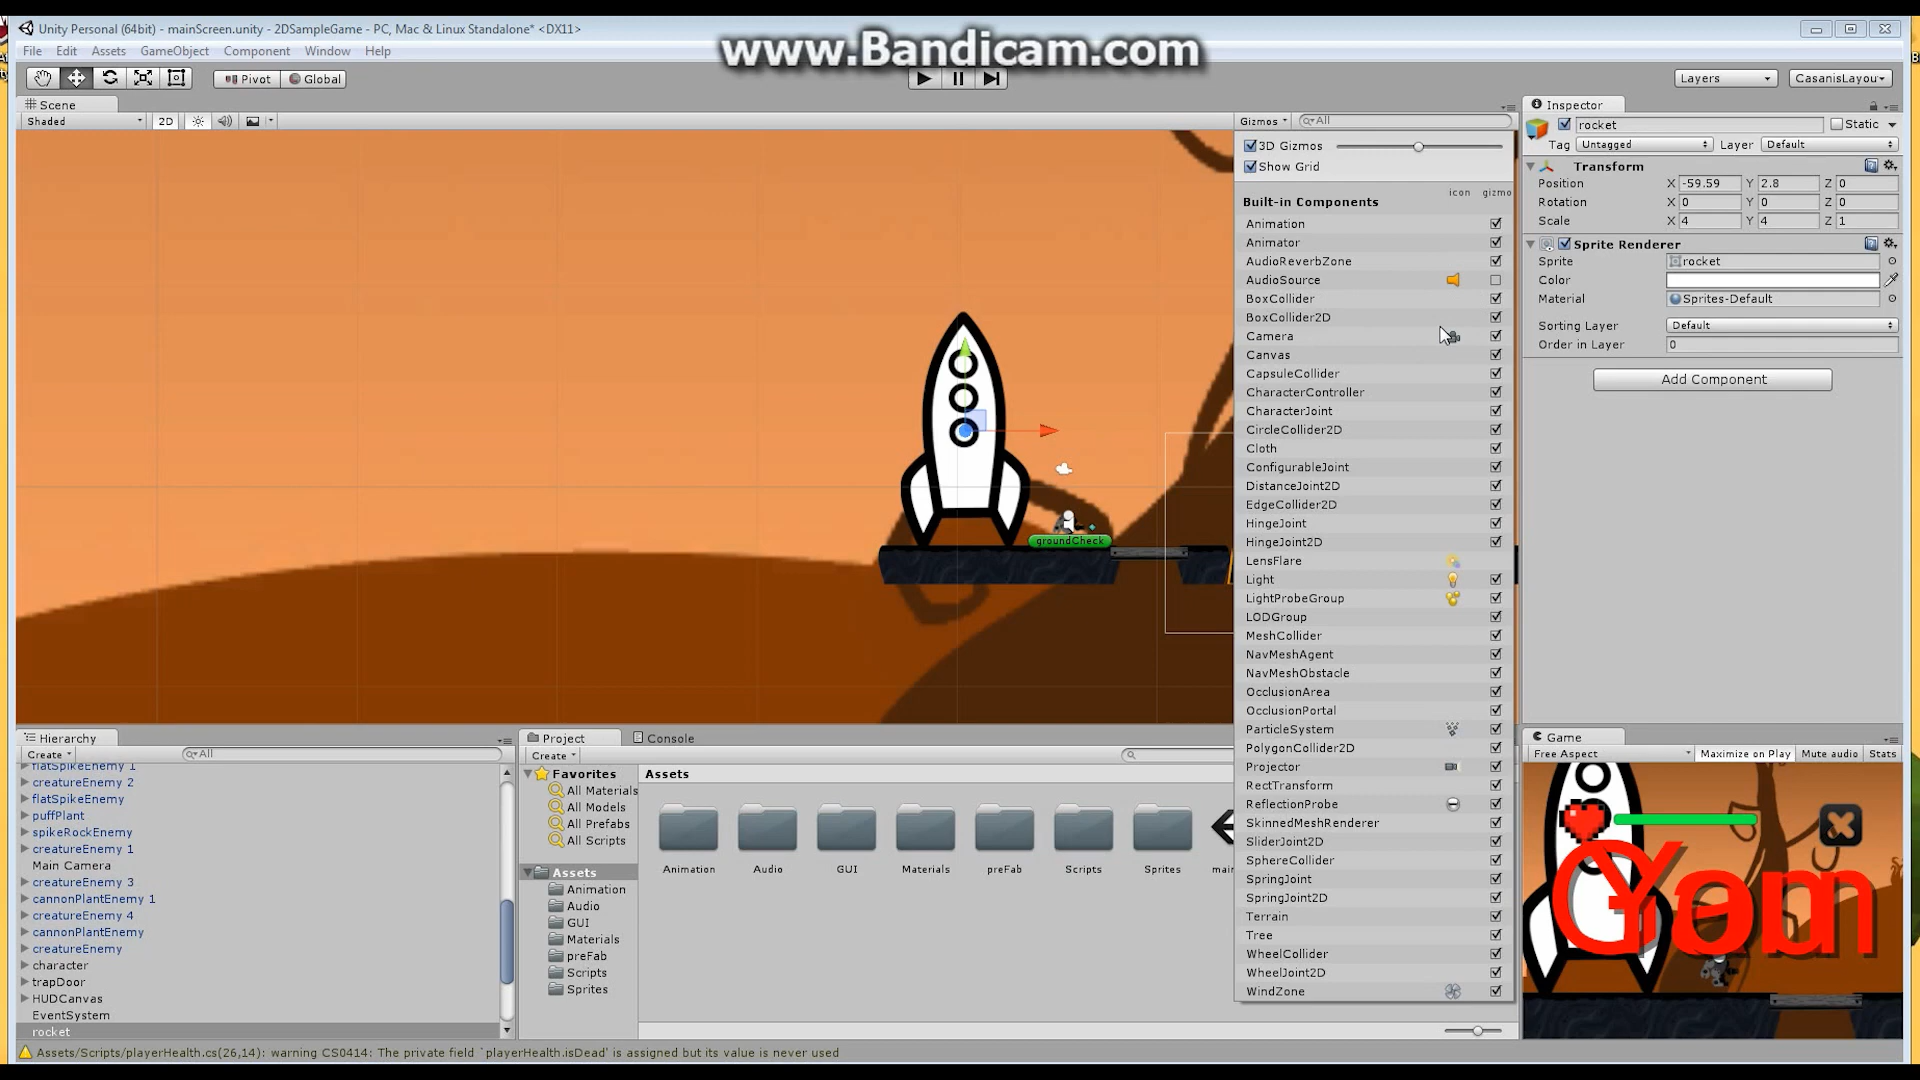 Unity Personal (64bit) - mainScreen.unity - 2DSampleGame - PC, Mac & Linux Standalone* <DX11>
www.Bandicam.com
File Edit Assets GameObject Component Window Help
Pivot Global Layers CasanisLayou
Scene
Shaded 2D Gizmos All
3D Gizmos
Show Grid
icon gizmo
Built-in Components
Animation
Animator
AudioReverbZone
AudioSource
BoxCollider
BoxCollider2D
Camera
Canvas
CapsuleCollider
CharacterController
CharacterJoint
CircleCollider2D
Cloth
ConfigurableJoint
DistanceJoint2D
EdgeCollider2D
HingeJoint
HingeJoint2D
LensFlare
Light
LightProbeGroup
LODGroup
MeshCollider
NavMeshAgent
NavMeshObstacle
OcclusionArea
OcclusionPortal
ParticleSystem
PolygonCollider2D
Projector
RectTransform
ReflectionProbe
SkinnedMeshRenderer
SliderJoint2D
SphereCollider
SpringJoint
SpringJoint2D
Terrain
Tree
WheelCollider
WheelJoint2D
WindZone
groundCheck
Inspector
rocket Static
Tag Untagged Layer Default
Transform
Position X -59.59 Y 2.8 Z 0
Rotation X 0 Y 0 Z 0
Scale X 4 Y 4 Z 1
Sprite Renderer
Sprite rocket
Color
Material Sprites-Default
Sorting Layer Default
Order in Layer 0
Add Component
Hierarchy
Create All
flatSpikeEnemy 1
creatureEnemy 2
flatSpikeEnemy
puffPlant
spikeRockEnemy
creatureEnemy 1
Main Camera
creatureEnemy 3
cannonPlantEnemy 1
creatureEnemy 4
cannonPlantEnemy
creatureEnemy
character
trapDoor
HUDCanvas
EventSystem
rocket
Project Console
Create
Favorites
All Materials
All Models
All Prefabs
All Scripts
Assets
Animation
Audio
GUI
Materials
preFab
Scripts
Sprites
Assets
Animation Audio GUI Materials preFab Scripts Sprites main
Game
Free Aspect Maximize on Play Mute audio Stats
Assets/Scripts/playerHealth.cs(26,14): warning CS0414: The private field `playerHealth.isDead' is assigned but its value is never used